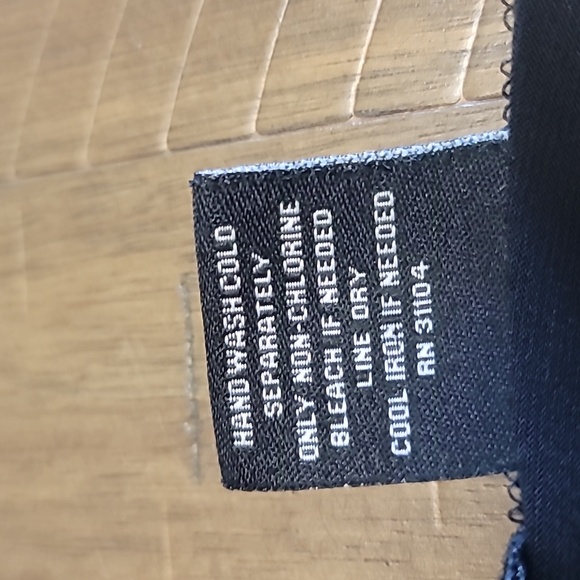 HAND WASH COLD
SEPARATELY
ONLY NON-CHLORINE
BLEACH IF NEEDED
LINE DRY
COOL IRON IF NEEDED
RN 31104